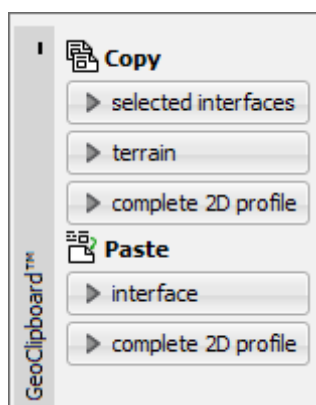 Copy
selected interfaces
terrain
complete 2D profile
Paste
interface
complete 2D profile
GeoClipboard™